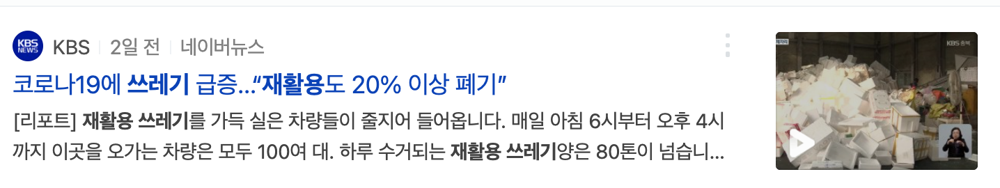 KBS NEWS
KBS 2일 전 네이버뉴스
코로나19에 쓰레기 급증...“재활용도 20% 이상 폐기”
[리포트] 재활용 쓰레기를 가득 실은 차량들이 줄지어 들어옵니다. 매일 아침 6시부터 오후 4시
까지 이곳을 오가는 차량은 모두 100여 대. 하루 수거되는 재활용 쓰레기양은 80톤이 넘습니...
KBS 충북